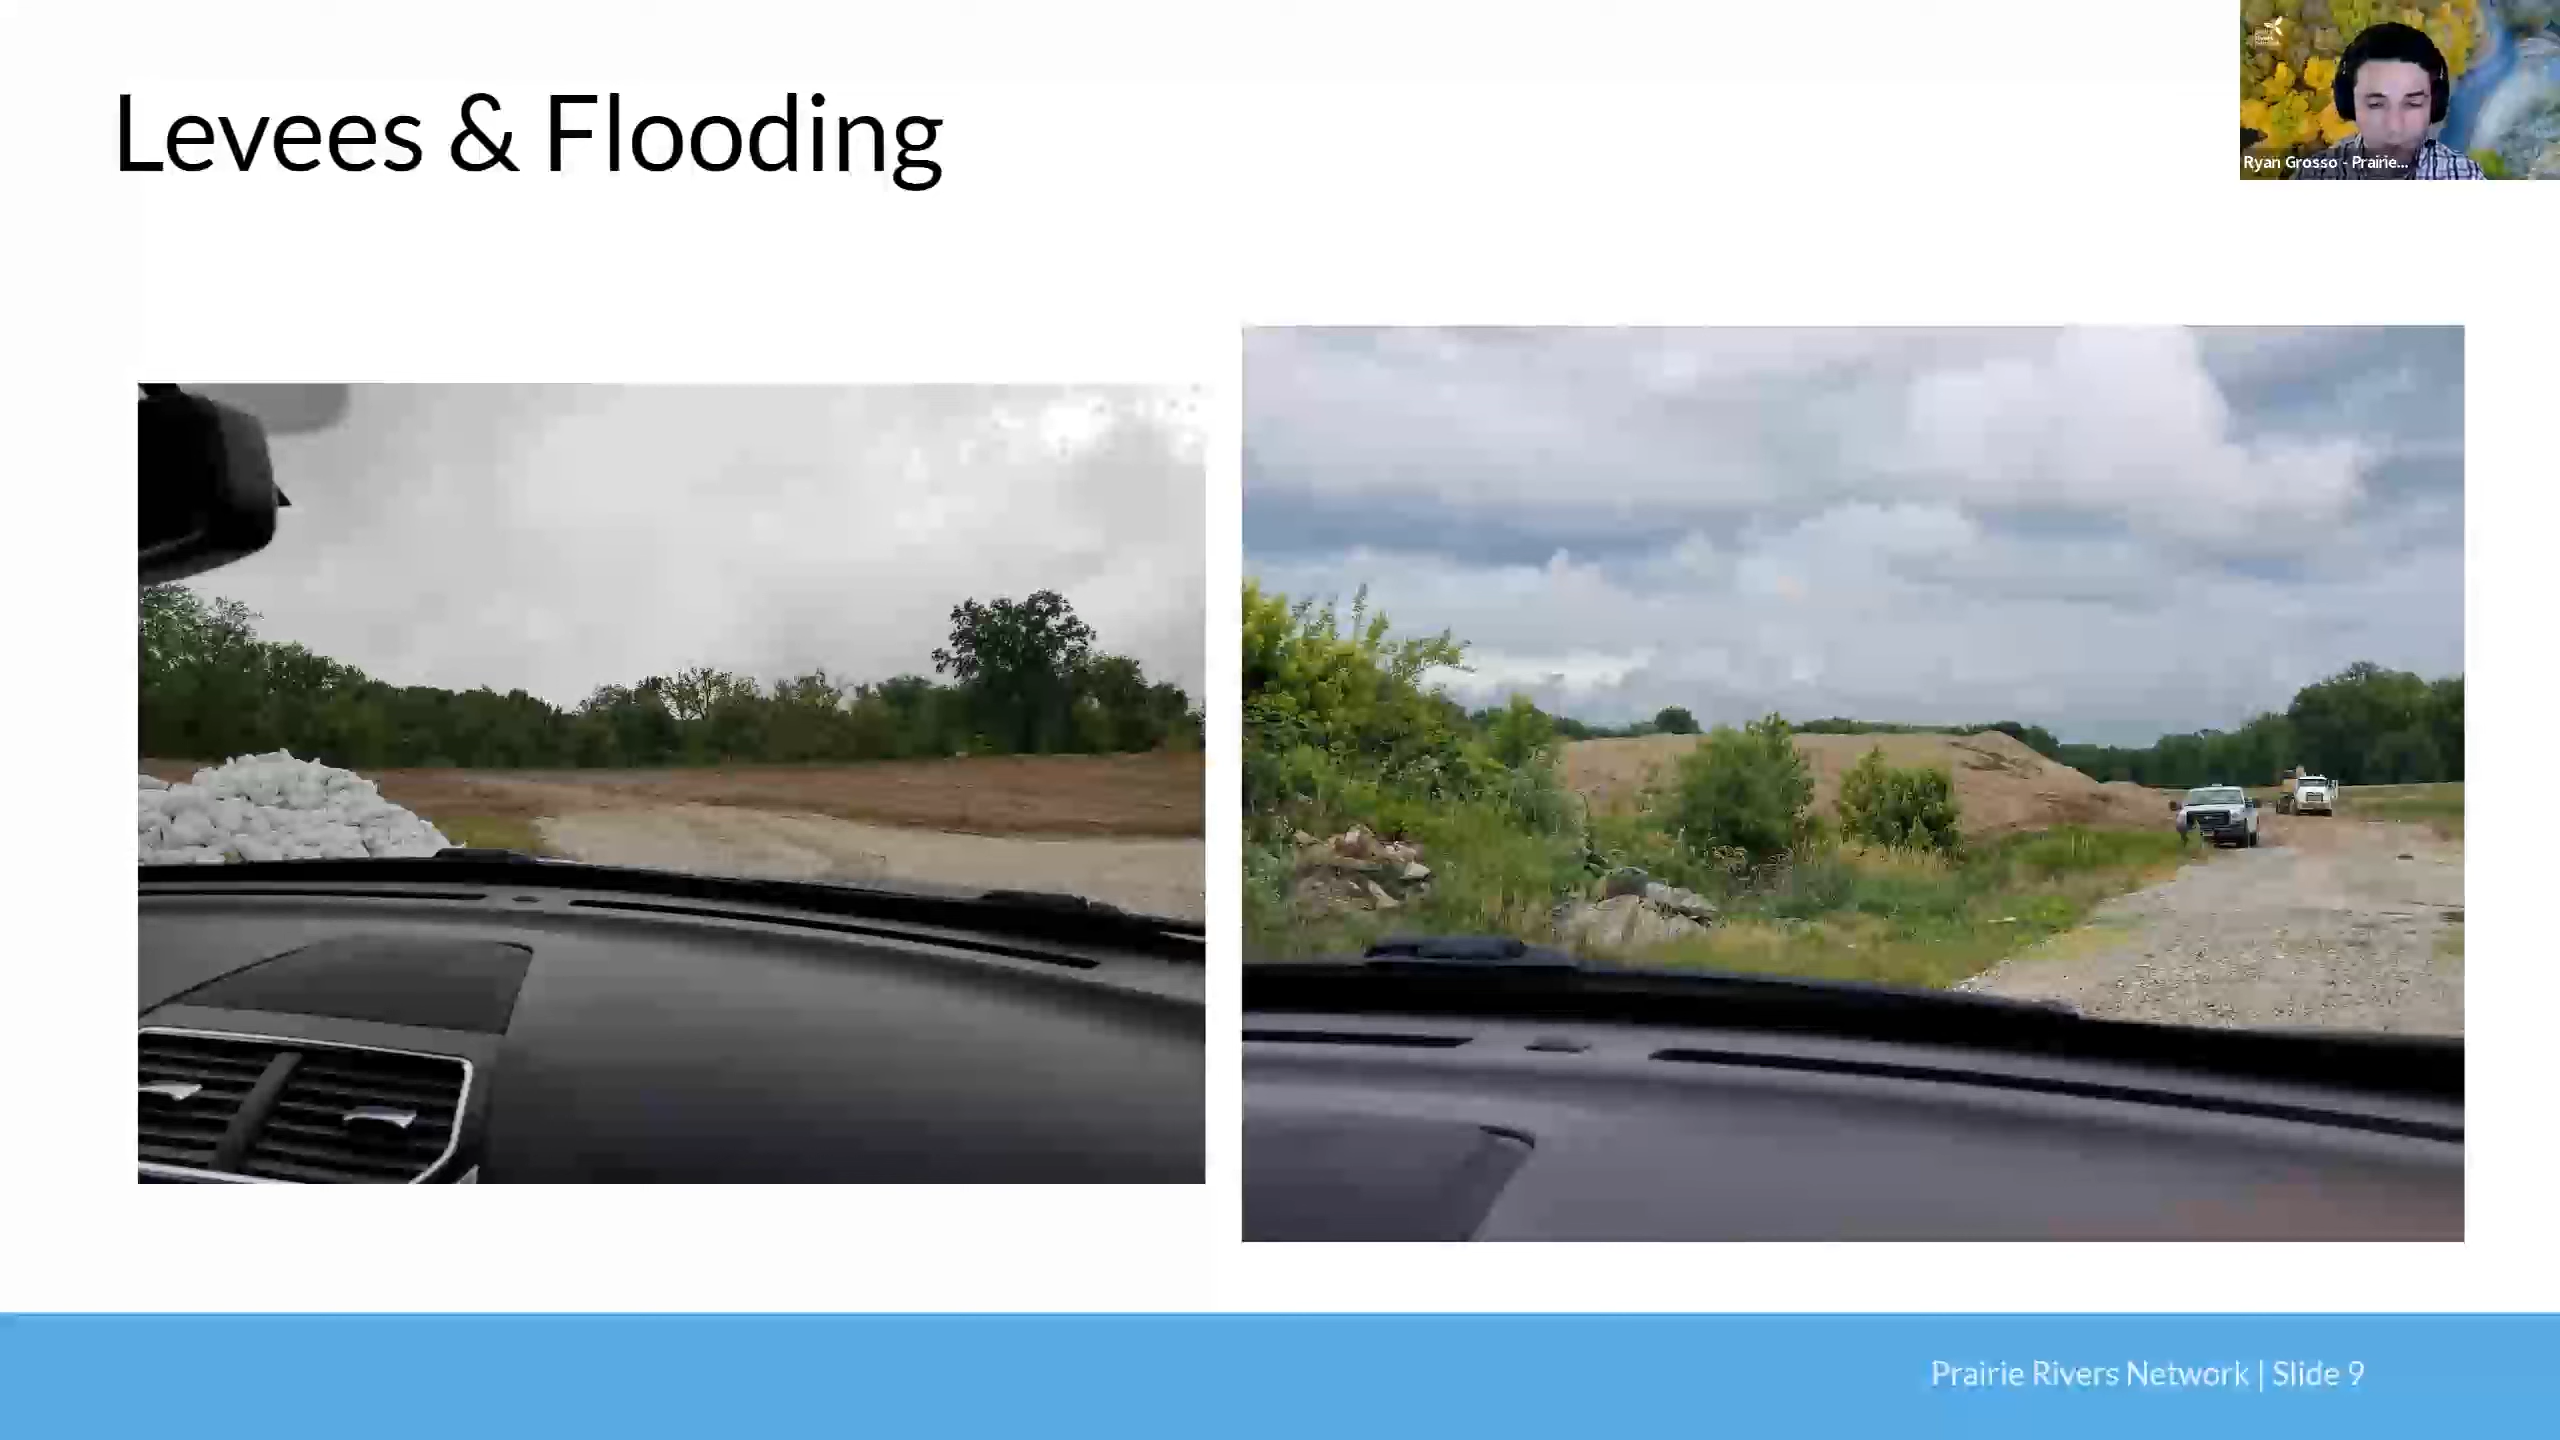 Levees & Flooding
Ryan Grosso - Prairie...
Prairie Rivers Network | Slide 9